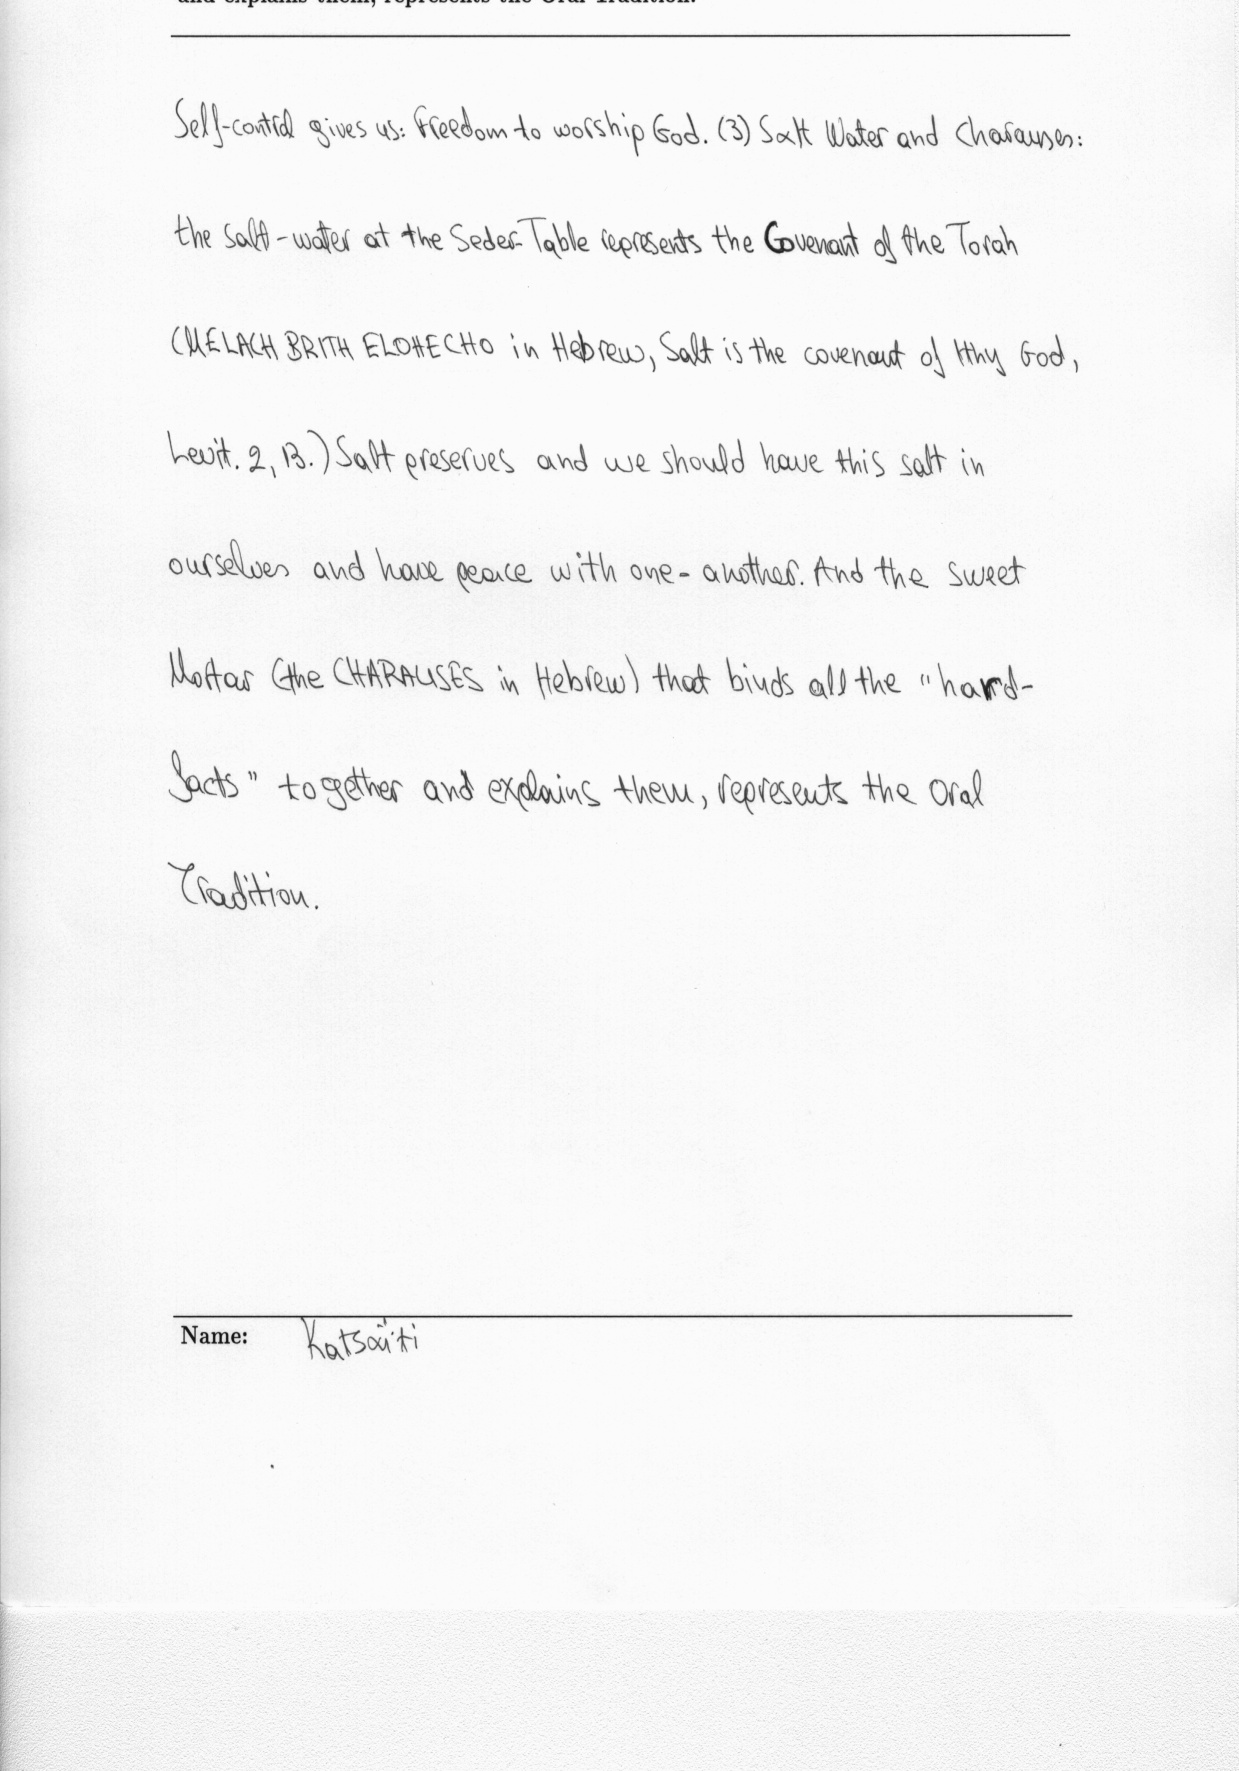 and explains them, represents the Oral Tradition.
Self-control gives us: Freedom to worship God. (3) Salt Water and Charauses:
the salt-water at the Seder-Table represents the Covenant of the Torah
(MELACH BRITH ELOHECHO in Hebrew, Salt is the covenant of tthy God,
Levit. 2, 13.) Salt preserves and we should have this salt in
ourselves and have peace with one-another. And the sweet
Mortar (the CHARAUSES in Hebrew) that binds all the "hard-
facts" together and explains them, represents the Oral
Tradition.
Name: Katsaïti